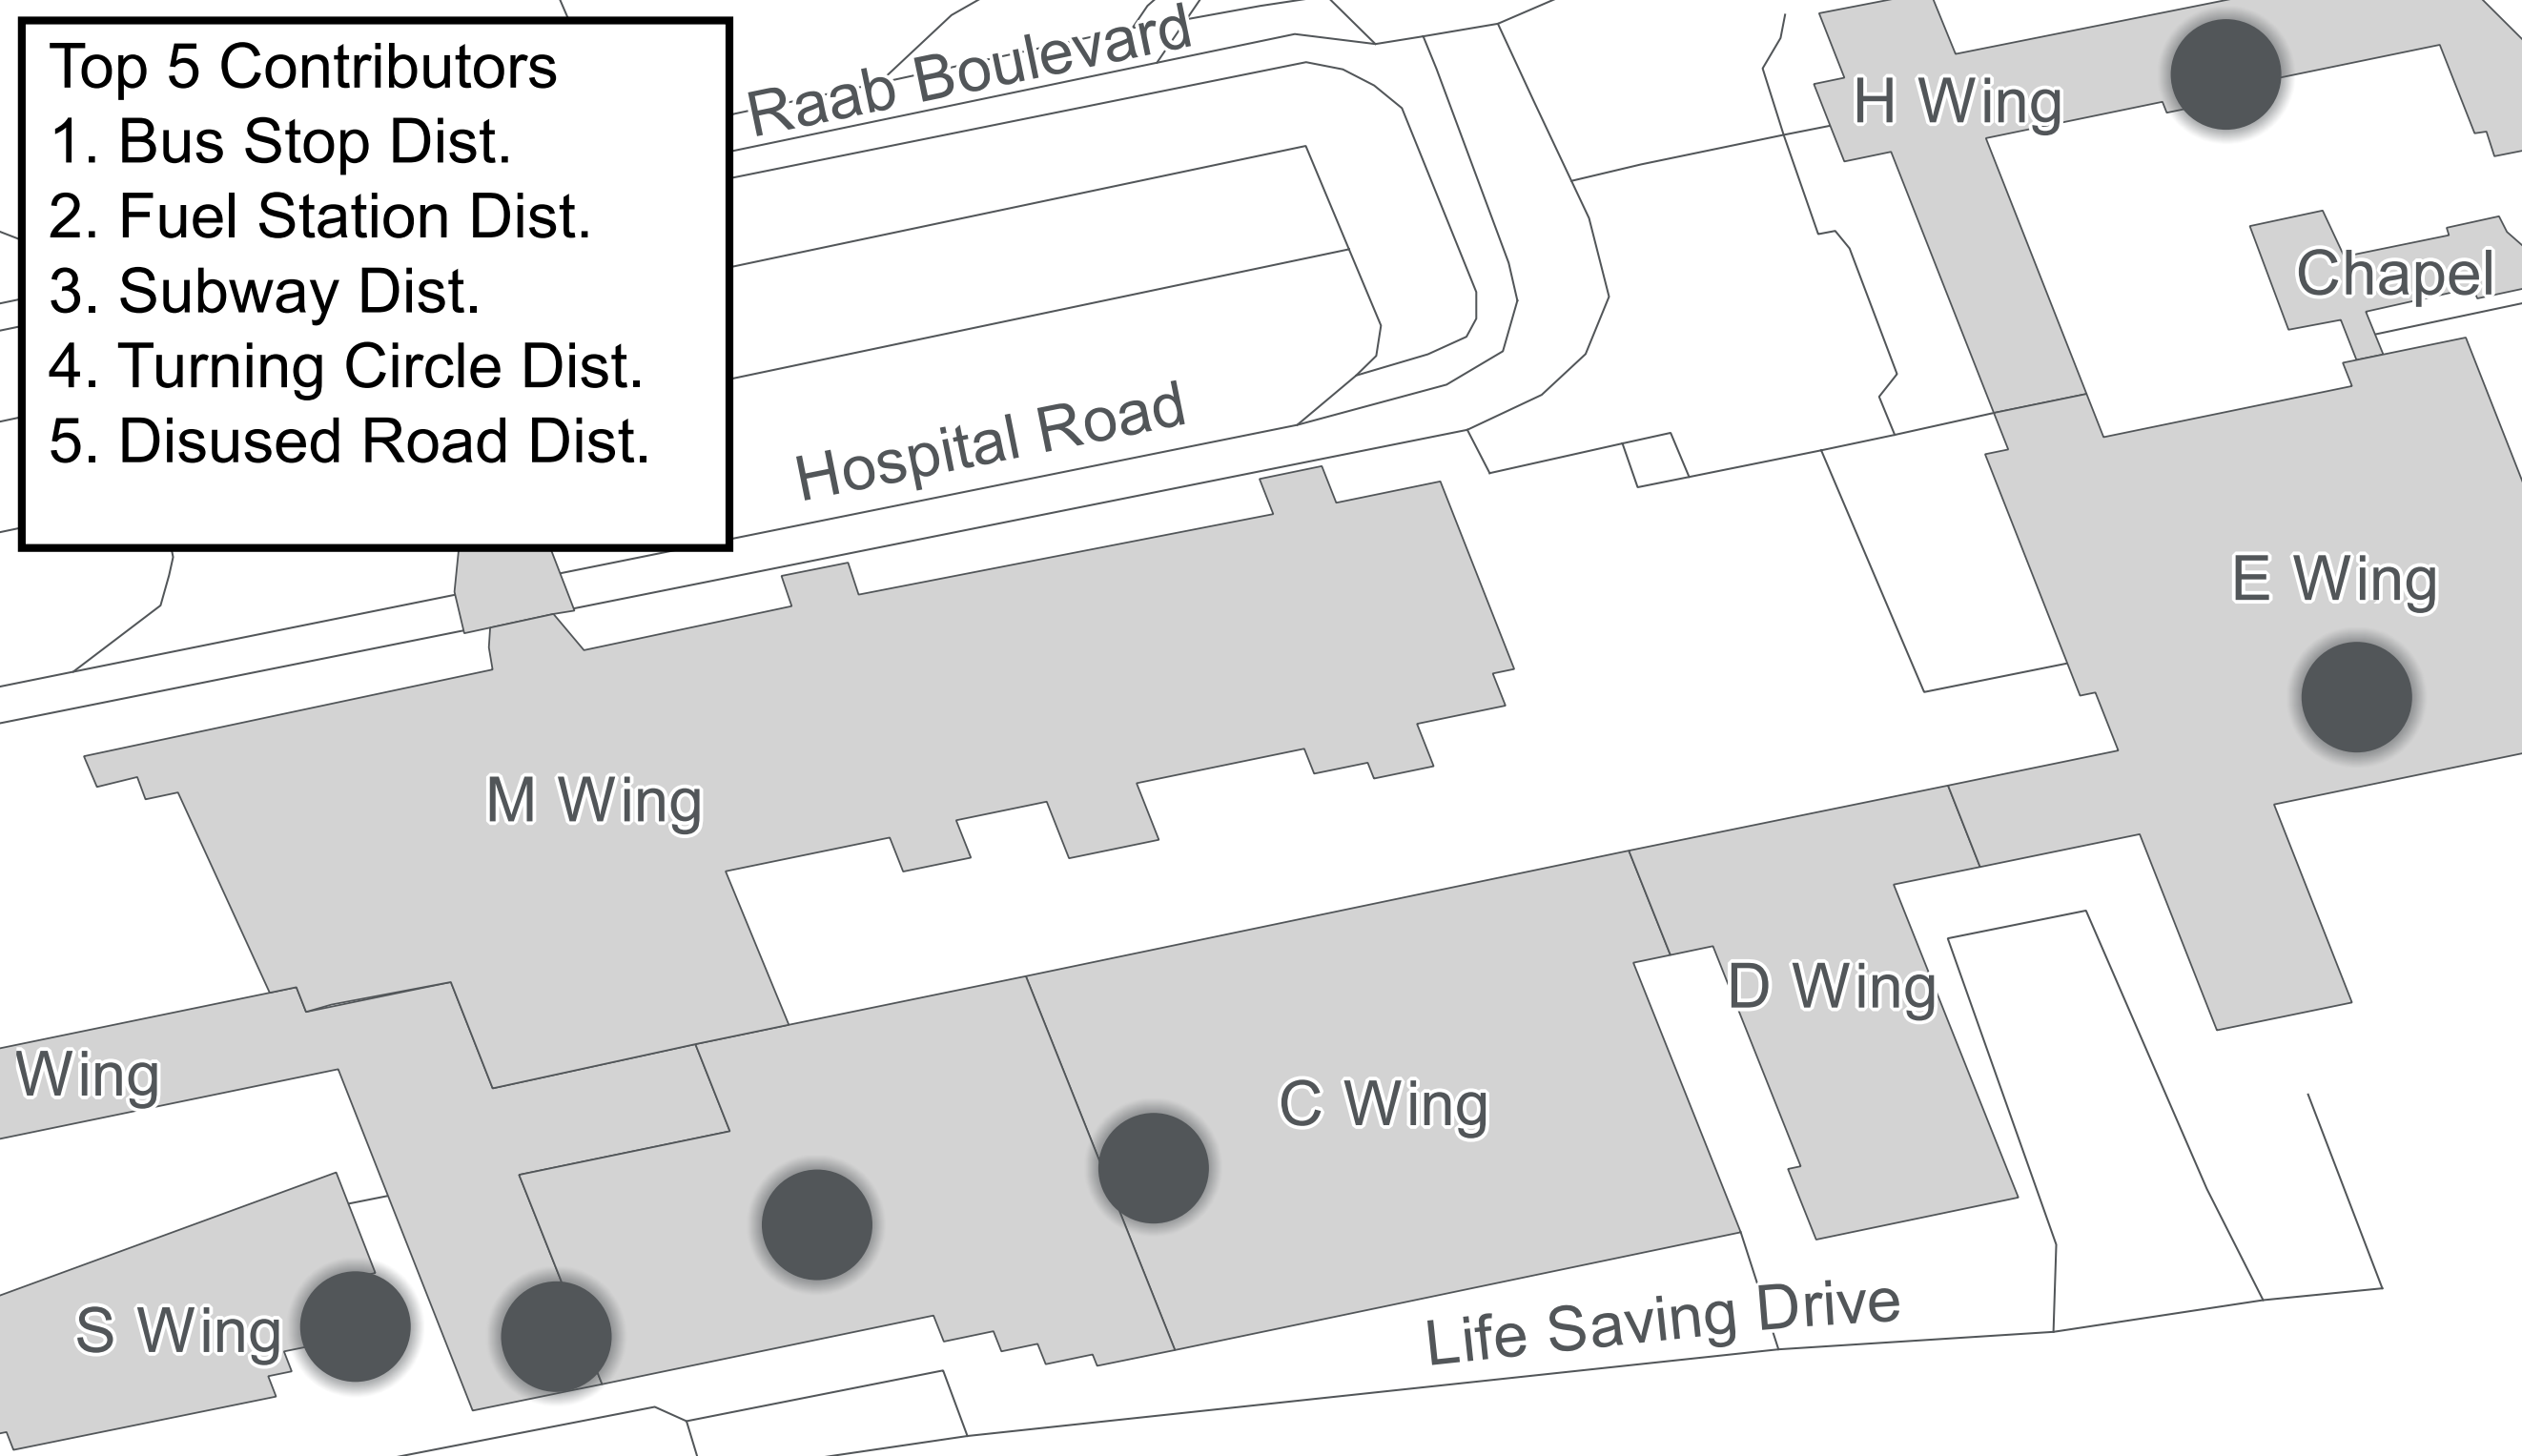 Top 5 Contributors
1. Bus Stop Dist.
2. Fuel Station Dist.
3. Subway Dist.
4. Turning Circle Dist.
5. Disused Road Dist.
Raab Boulevard
H Wing
Chapel
Hospital Road
E Wing
M Wing
D Wing
Wing
C Wing
S Wing
Life Saving Drive